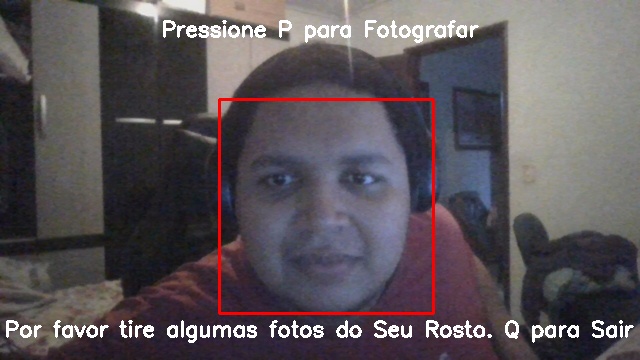 Pressione P para Fotografar
Por favor tire algumas fotos do Seu Rosto. Q para Sair